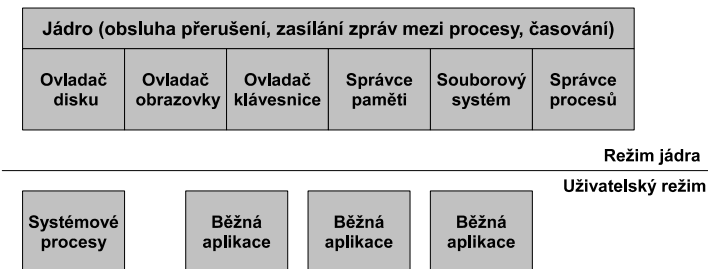 Jádro (obsluha přerušení, zasílání zpráv mezi procesy, časování)
Ovladač disku
Ovladač obrazovky
Ovladač klávesnice
Správce paměti
Souborový systém
Správce procesů
Režim jádra
Uživatelský režim
Systémové procesy
Běžná aplikace
Běžná aplikace
Běžná aplikace